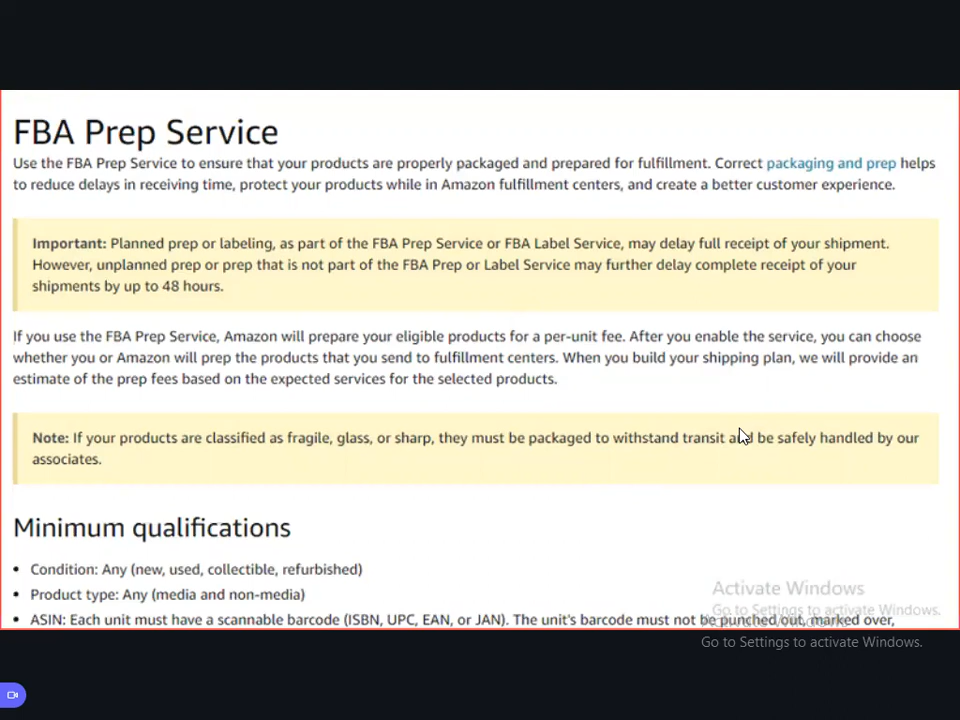 FBA Prep Service
Use the FBA Prep Service to ensure that your products are properly packaged and prepared for fulfillment. Correct packaging and prep helps
to reduce delays in receiving time, protect your products while in Amazon fulfillment centers, and create a better customer experience.
Important: Planned prep or labeling, as part of the FBA Prep Service or FBA Label Service, may delay full receipt of your shipment.
However, unplanned prep or prep that is not part of the FBA Prep or Label Service may further delay complete receipt of your
shipments by up to 48 hours.
If you use the FBA Prep Service, Amazon will prepare your eligible products for a per-unit fee. After you enable the service, you can choose
whether you or Amazon will prep the products that you send to fulfillment centers. When you build your shipping plan, we will provide an
estimate of the prep fees based on the expected services for the selected products.
Note: If your products are classified as fragile, glass, or sharp, they must be packaged to withstand transit and be safely handled by our
associates.
Minimum qualifications
• Condition: Any (new, used, collectible, refurbished)
• Product type: Any (media and non-media)
• ASIN: Each unit must have a scannable barcode (ISBN, UPC, EAN, or JAN). The unit's barcode must not be punched out, marked over,
Activate Windows
Go to Settings to activate Windows.
Activate Windows
Go to Settings to activate Windows.